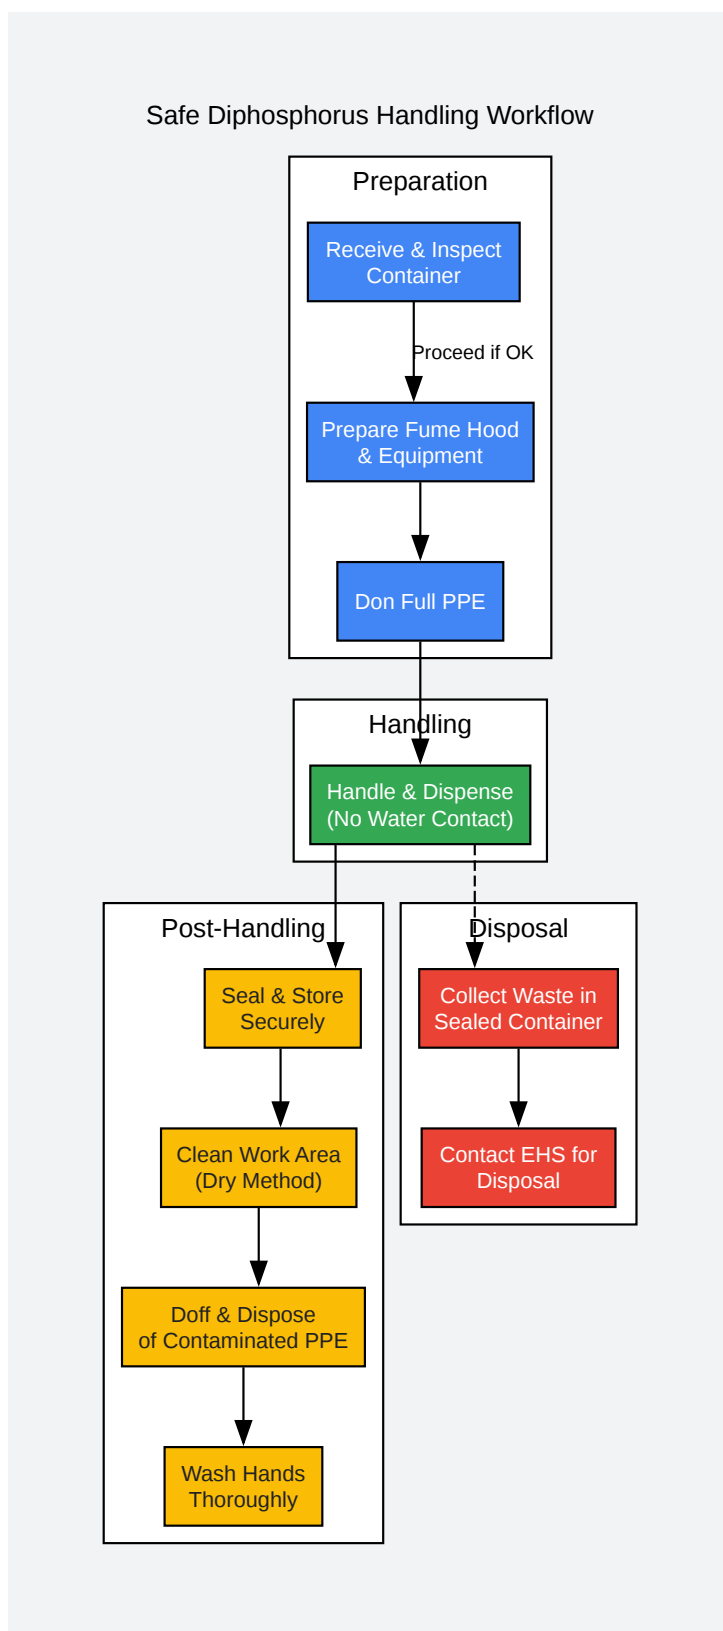 Safe Diphosphorus Handling Workflow
Preparation
Receive & Inspect
Container
Proceed if OK
Prepare Fume Hood
& Equipment
Don Full PPE
Handling
Handle & Dispense
(No Water Contact)
Post-Handling
Seal & Store
Securely
Clean Work Area
(Dry Method)
Doff & Dispose
of Contaminated PPE
Wash Hands
Thoroughly
Disposal
Collect Waste in
Sealed Container
Contact EHS for
Disposal